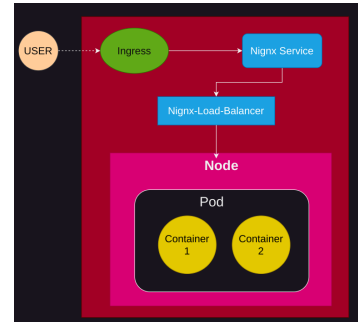 USER
Ingress
Nignx Service
Nignx-Load-Balancer
Node
Pod
Container
1
Container
2